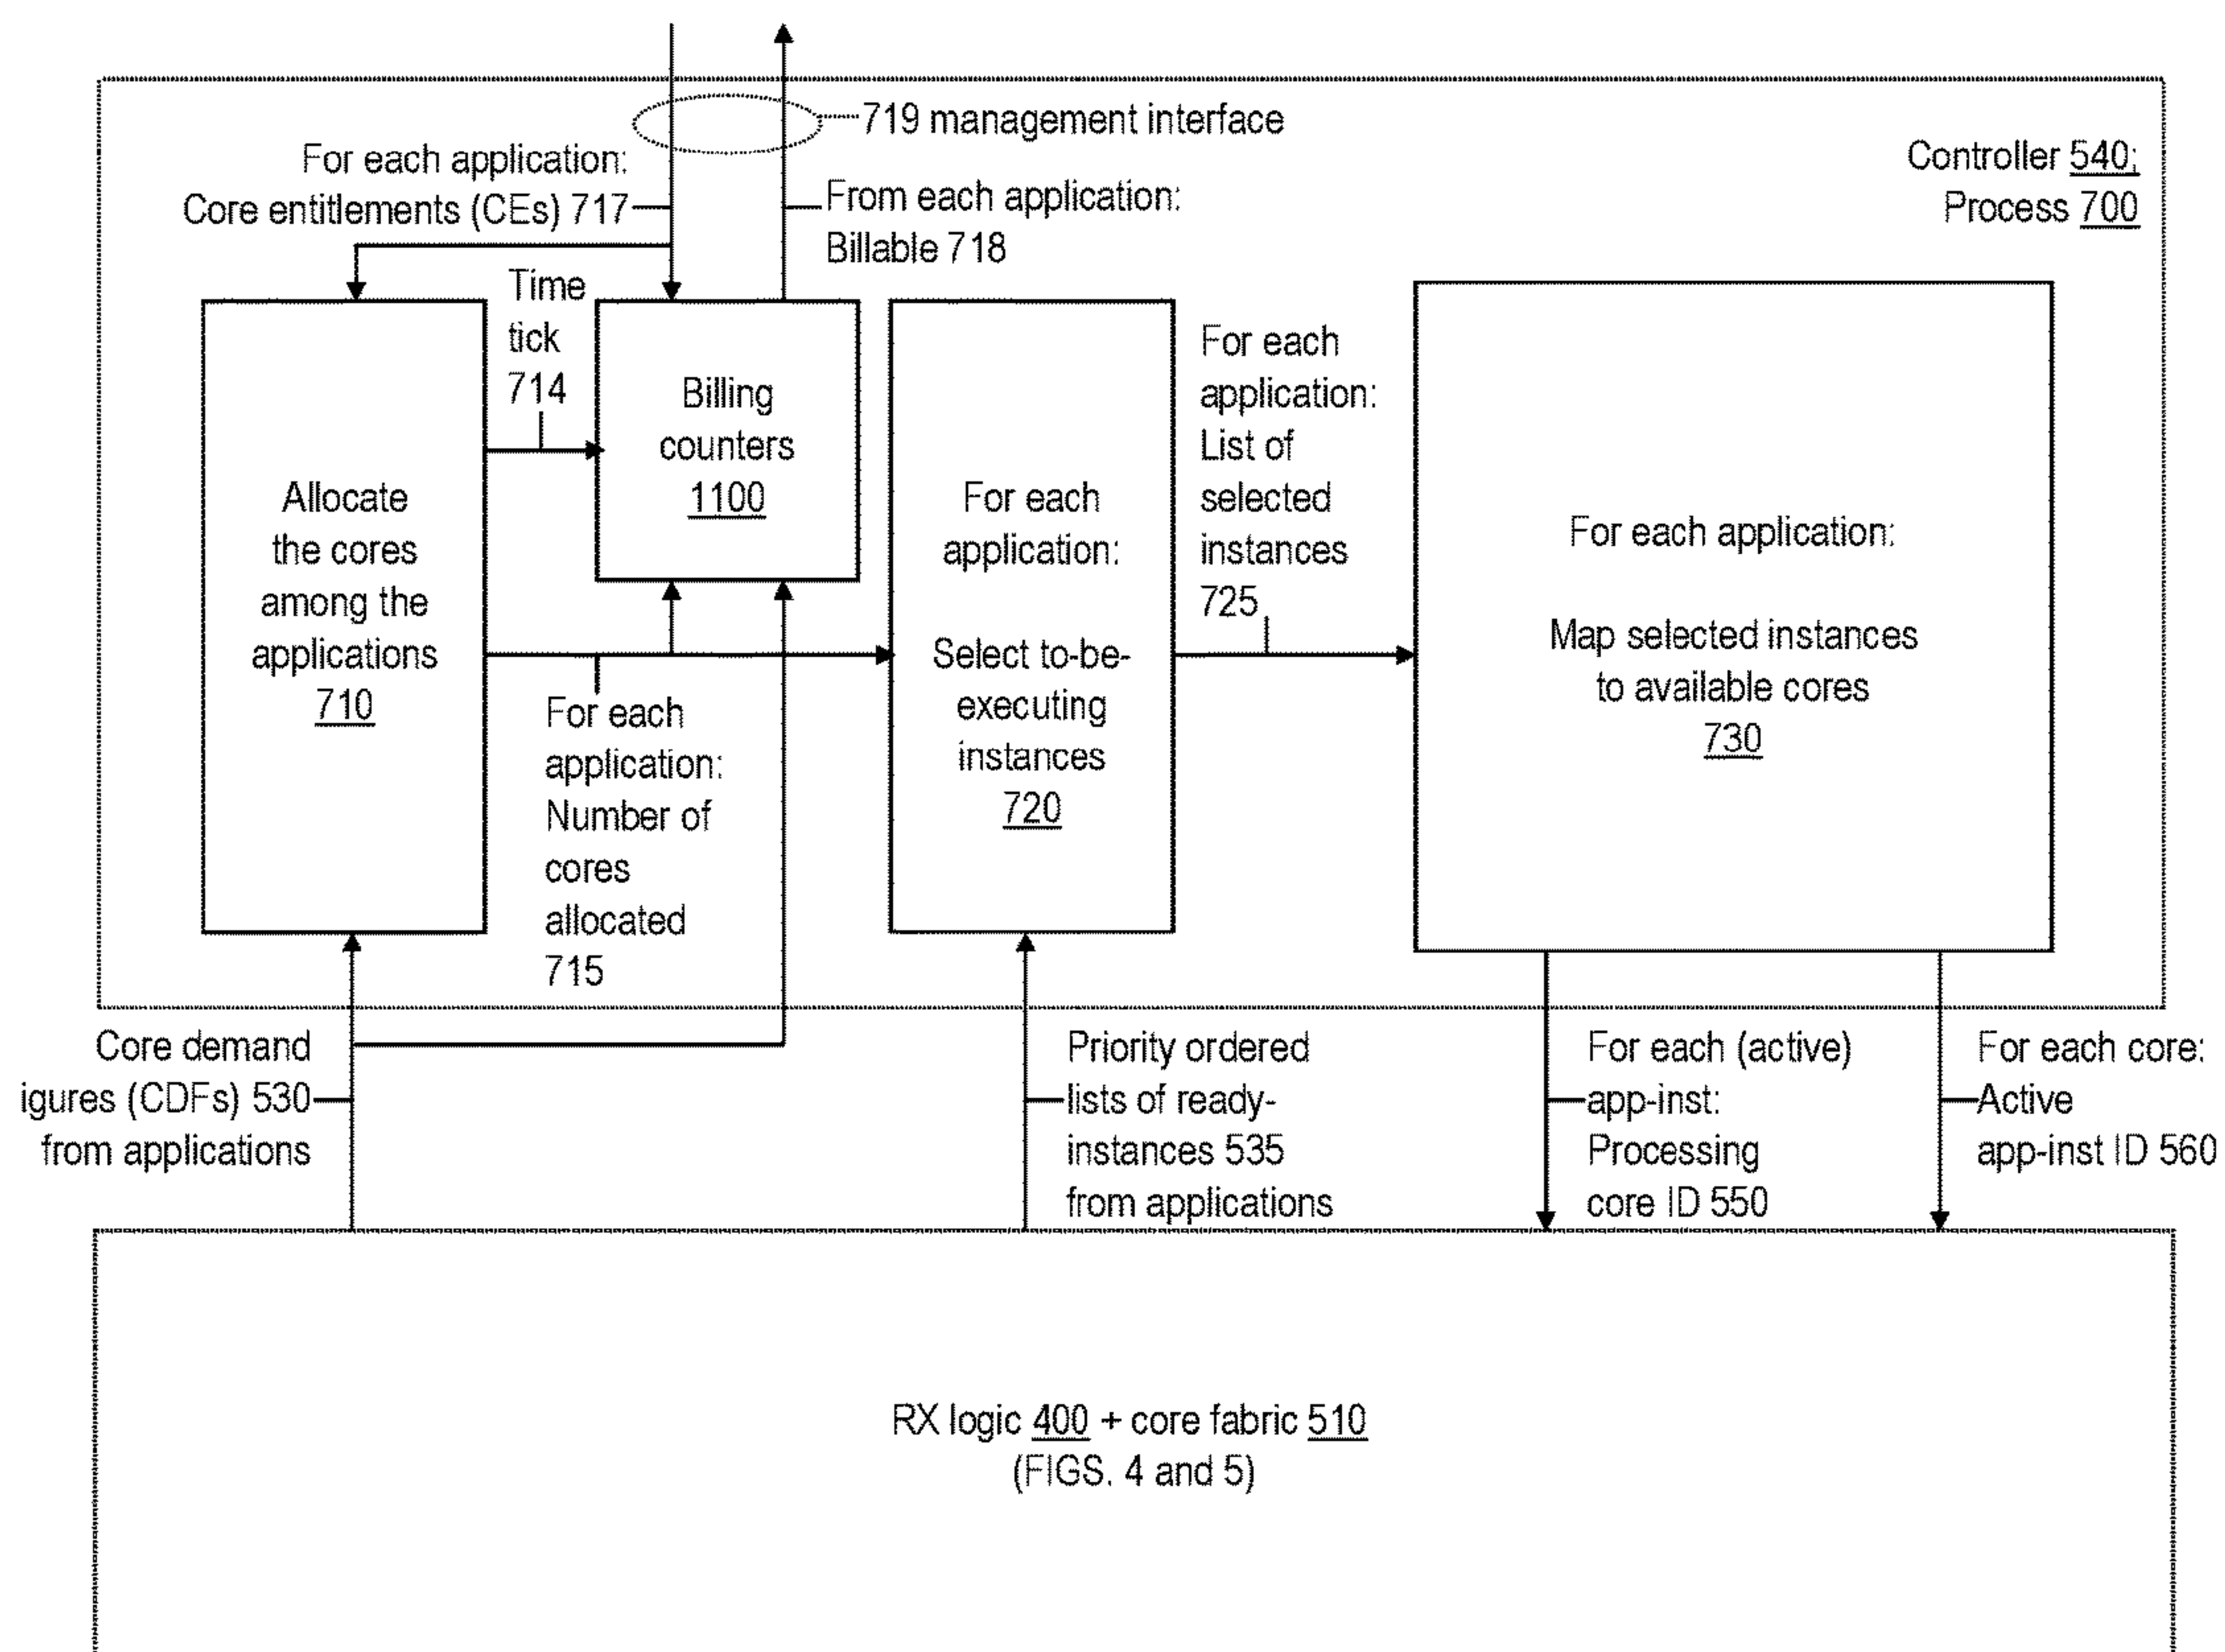 719 management interface
For each application:
Core entitlements (CEs) 717
From each application:
Billable 718
Controller 540;
Process 700
Time
tick
714
Allocate
the cores
among the
applications
710
Billing
counters
1100
For each
application:
Number of
cores
allocated
715
For each
application:
Select to-be-
executing
instances
720
For each
application:
List of
selected
instances
725
For each application:
Map selected instances
to available cores
730
Core demand
igures (CDFs) 530
from applications
Priority ordered
lists of ready-
instances 535
from applications
For each (active)
app-inst:
Processing
core ID 550
For each core:
Active
app-inst ID 560
RX logic 400 + core fabric 510
(FIGS. 4 and 5)